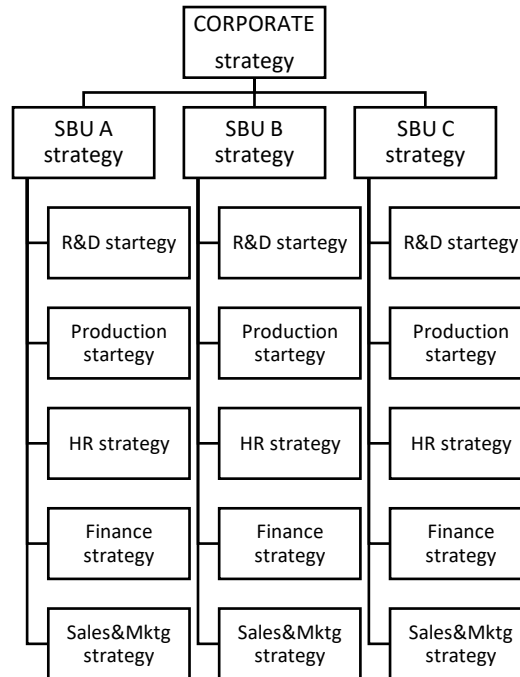 CORPORATE
strategy
SBU A
strategy
SBU B
strategy
SBU C
strategy
R&D startegy
R&D startegy
R&D startegy
Production
startegy
Production
startegy
Production
startegy
HR strategy
HR strategy
HR strategy
Finance
strategy
Finance
strategy
Finance
strategy
Sales&Mktg
strategy
Sales&Mktg
strategy
Sales&Mktg
strategy